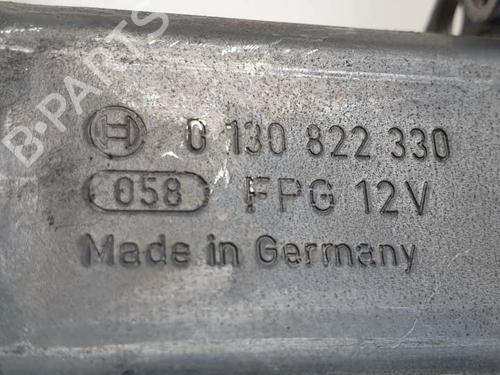 0 130 822 330
058 FPG 12V
Made in Germany
B-PARTS